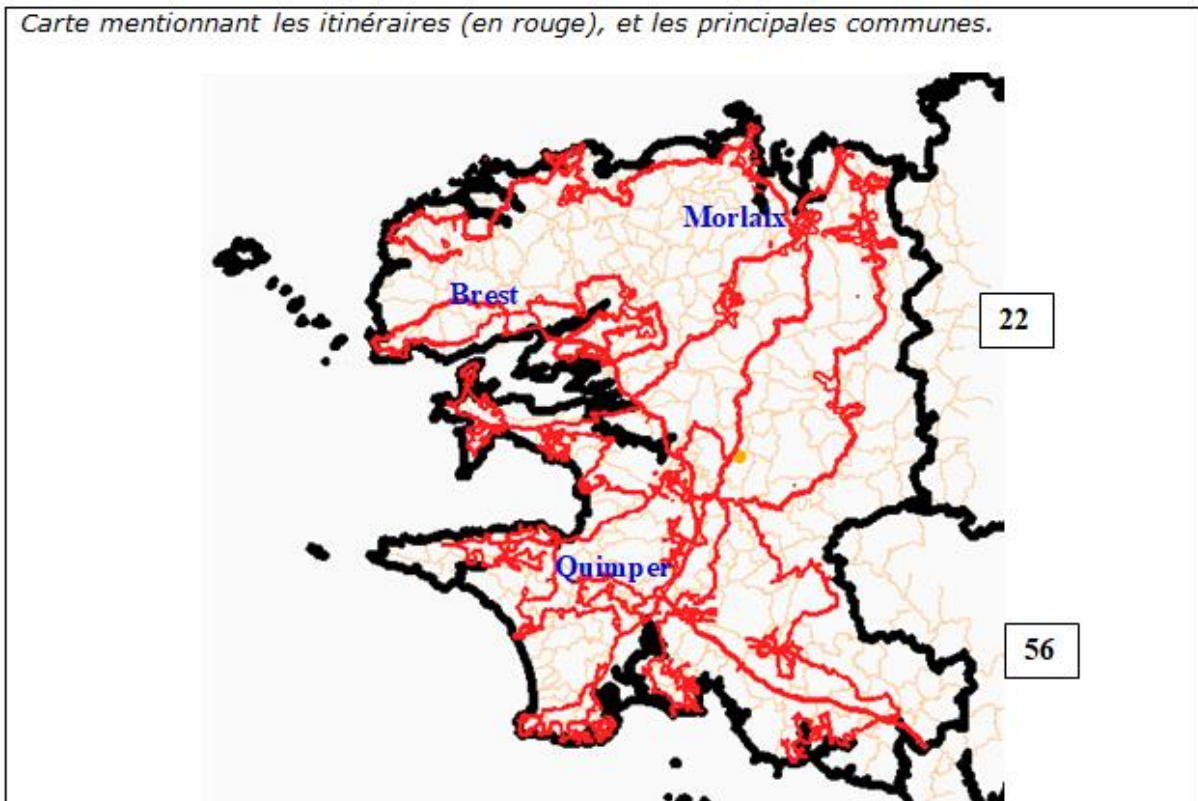 Carte mentionnant les itinéraires (en rouge), et les principales communes.
Morlaix
Brest
22
Quimper
56